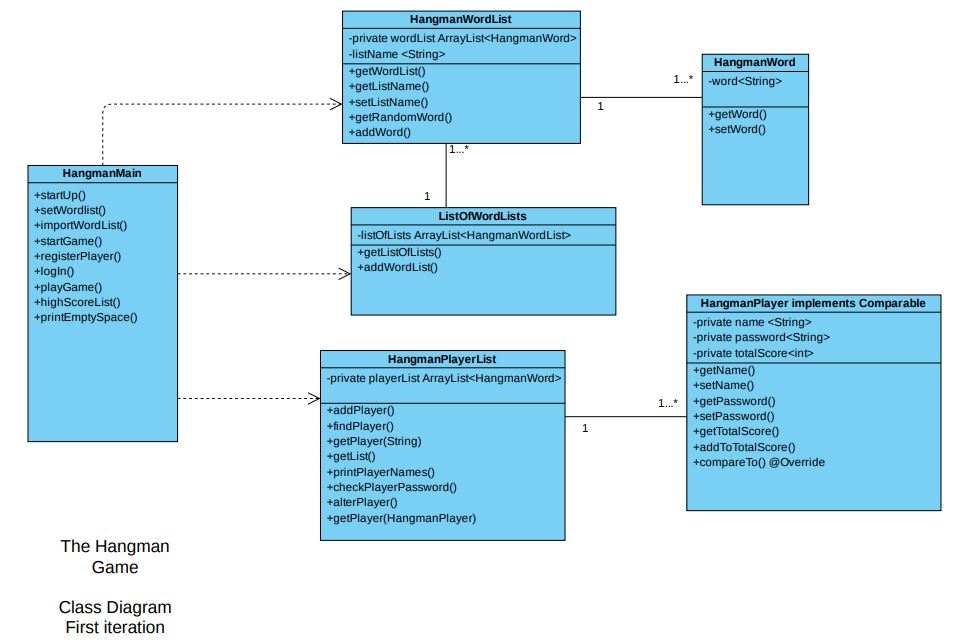 HangmanWordList
-private wordList ArrayList<HangmanWord>
-listName <String>
+getWordList()
+getListName()
+setListName()
+getRandomWord()
+addWord()
1...*
1
HangmanWord
-word<String>
+getWord()
+setWord()
1...*
1
HangmanMain
+startUp()
+setWordlist()
+importWordList()
+startGame()
+registerPlayer()
+logIn()
+playGame()
+highScoreList()
+printEmptySpace()
ListOfWordLists
-listOfLists ArrayList<HangmanWordList>
+getListOfLists()
+addWordList()
HangmanPlayerList
-private playerList ArrayList<HangmanWord>
+addPlayer()
+findPlayer()
+getPlayer(String)
+getList()
+printPlayerNames()
+checkPlayerPassword()
+alterPlayer()
+getPlayer(HangmanPlayer)
1...*
1
HangmanPlayer implements Comparable
-private name <String>
-private password<String>
-private totalScore<int>
+getName()
+setName()
+getPassword()
+setPassword()
+getTotalScore()
+addToTotalScore()
+compareTo() @Override
The Hangman
Game
Class Diagram
First iteration